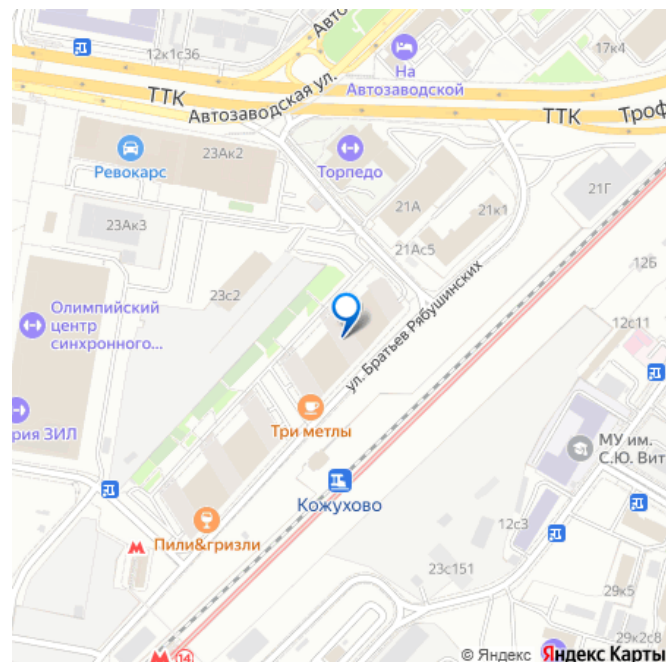 12к1с36
Автозаводская ул.
На
Автозаводской
17к4
ТТК
ТТК
Троф
23Ак2
Ревокарс
Торпедо
21Г
21А
21к1
23Ак3
21Ас5
12Б
23с2
Олимпийский
центр
синхронного...
ул. Братьев Рябушинских
12с11
рия ЗИЛ
Три метлы
МУ им.
С.Ю. Вит
Кожухово
12с3
Пили&гризли
23с151
29к5
29к2с8
14
© Яндекс
Яндекс Карты